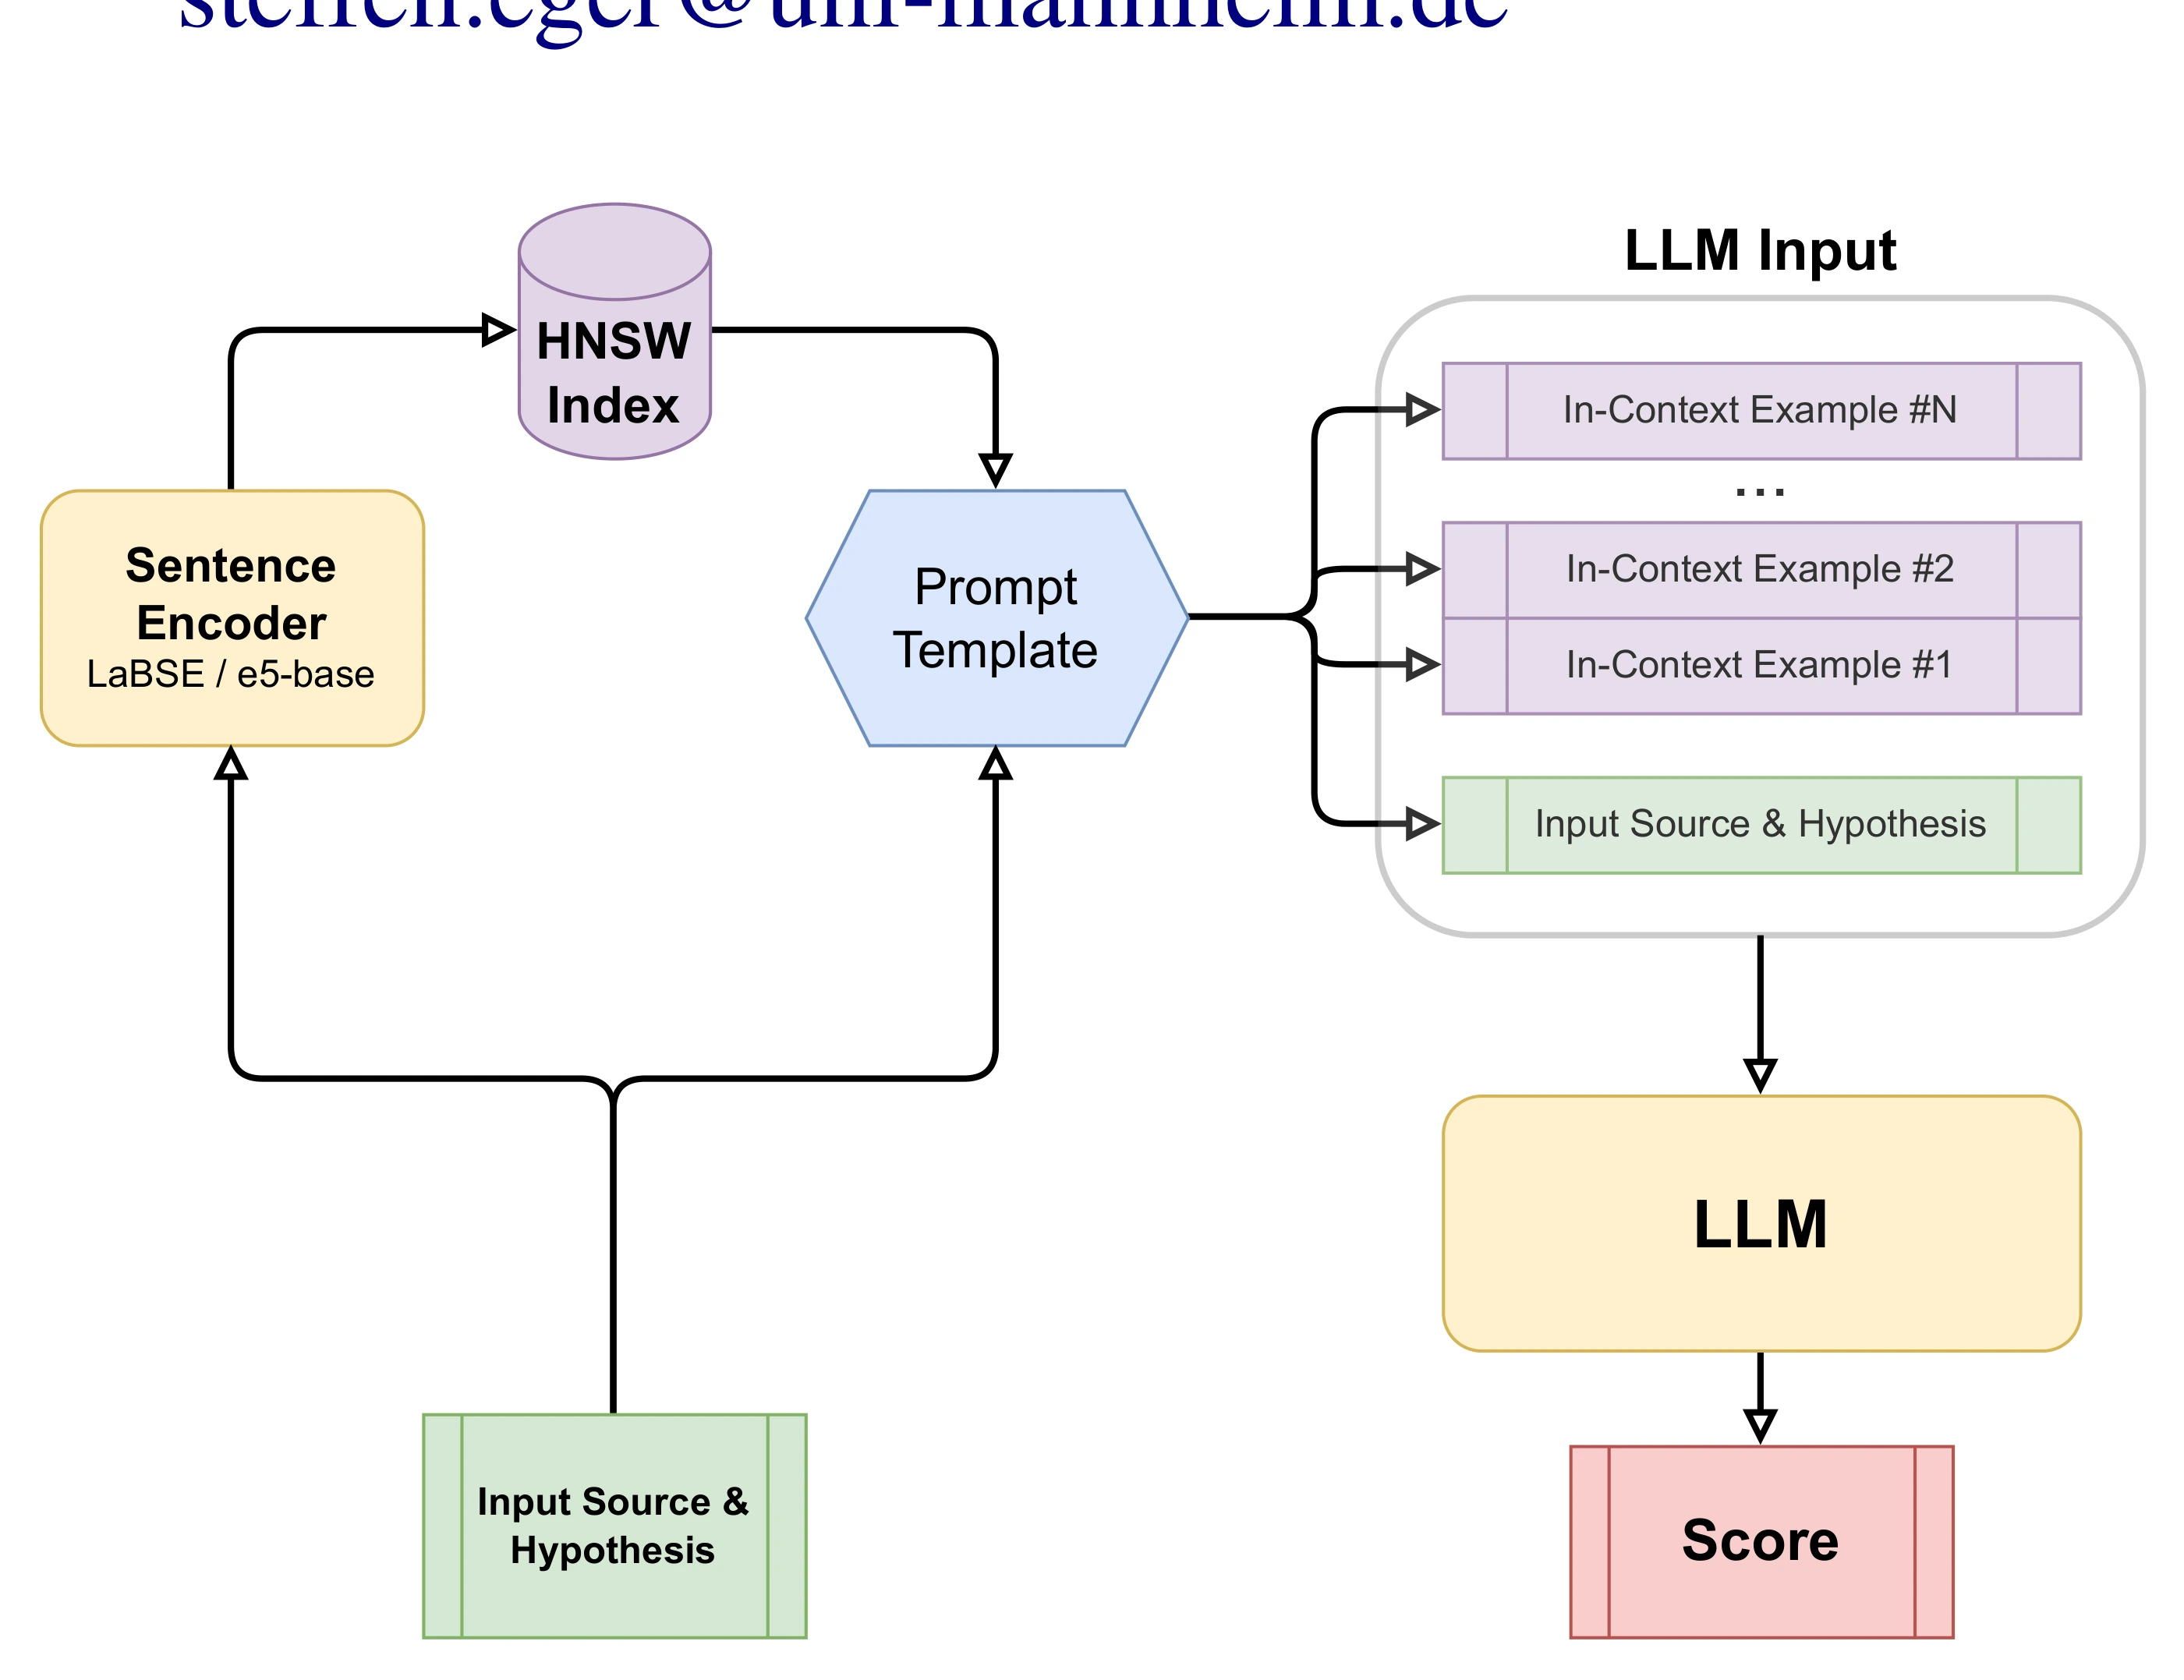 HNSW
Index
Sentence
Encoder
LaBSE / e5-base
Prompt
Template
LLM Input
In-Context Example #N
...
In-Context Example #2
In-Context Example #1
Input Source & Hypothesis
LLM
Score
Input Source &
Hypothesis